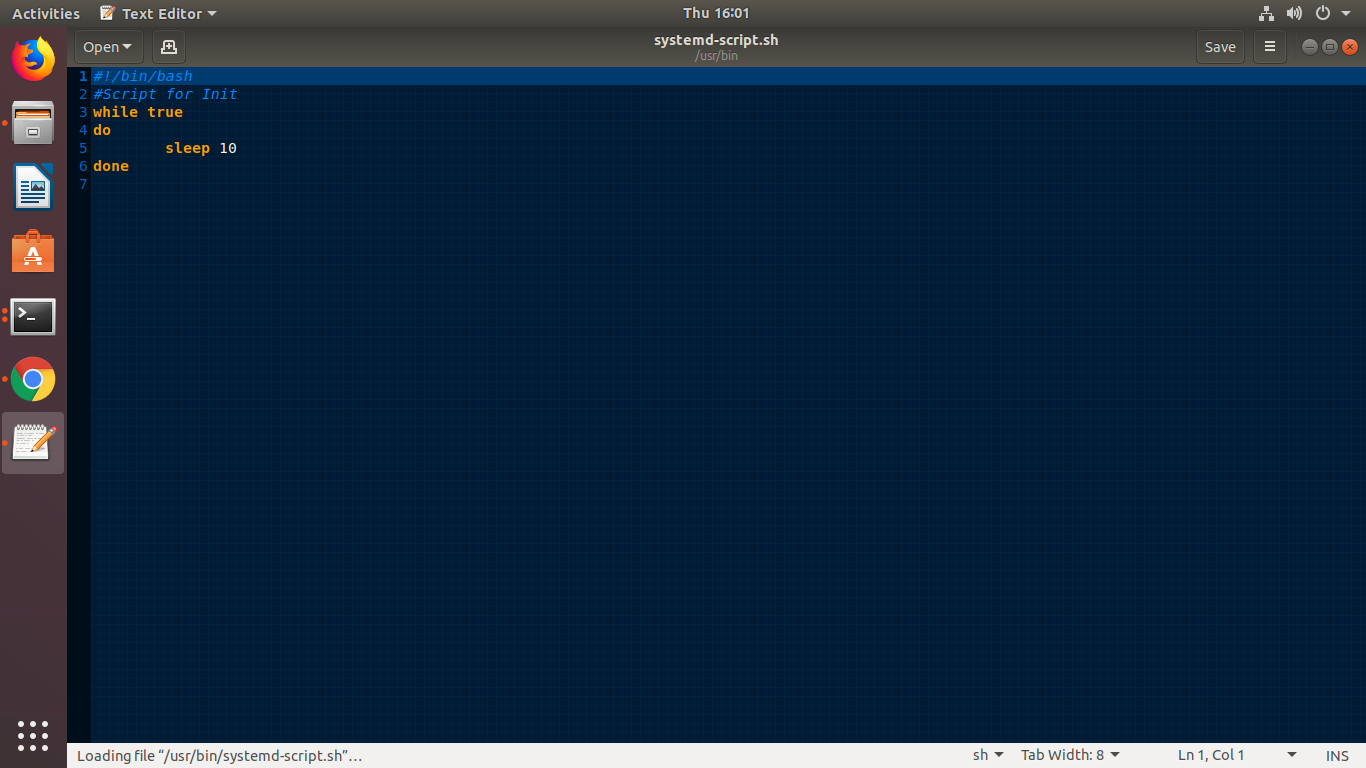 Activities Text Editor Thu 16:01
Open systemd-script.sh Save
/usr/bin
1 #!/bin/bash
2 #Script for Init
3 while true
4 do
5         sleep 10
6 done
7
Loading file “/usr/bin/systemd-script.sh”… sh Tab Width: 8 Ln 1, Col 1 INS